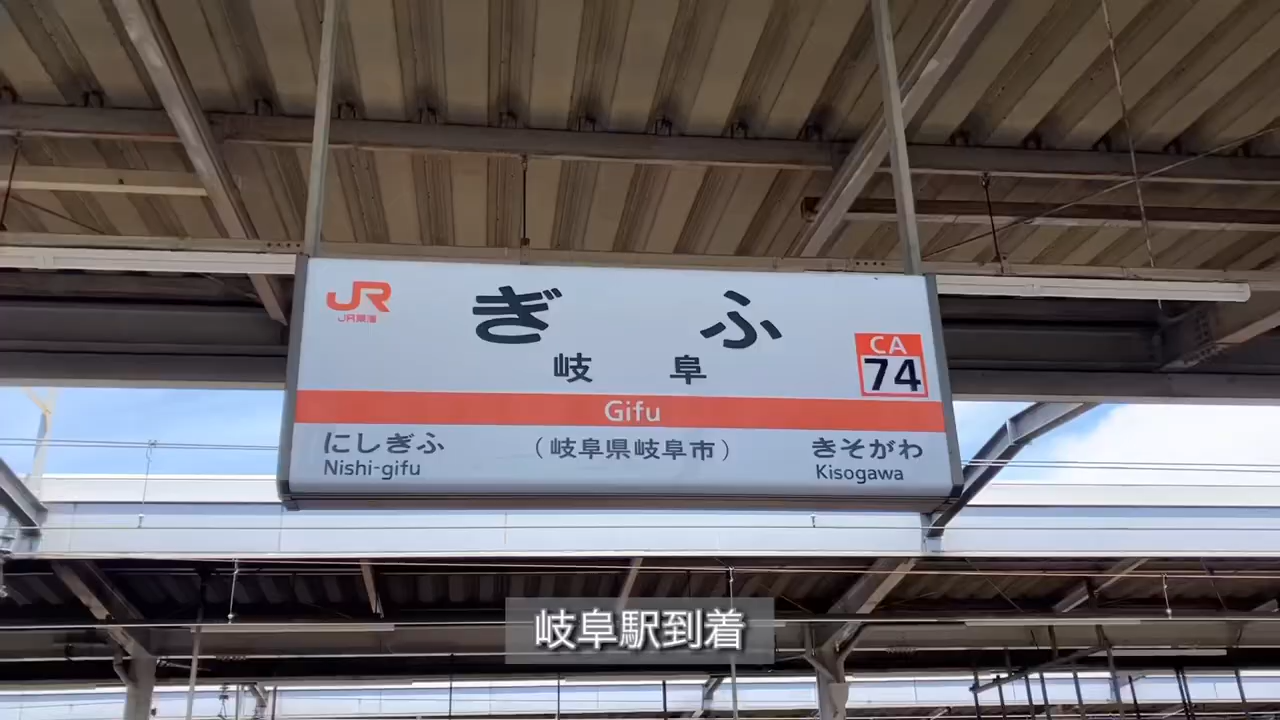 JR
JR東海
ぎふ
岐阜
CA
74
Gifu
にしぎふ
(岐阜県岐阜市)
きそがわ
Nishi-gifu
Kisogawa
岐阜駅到着